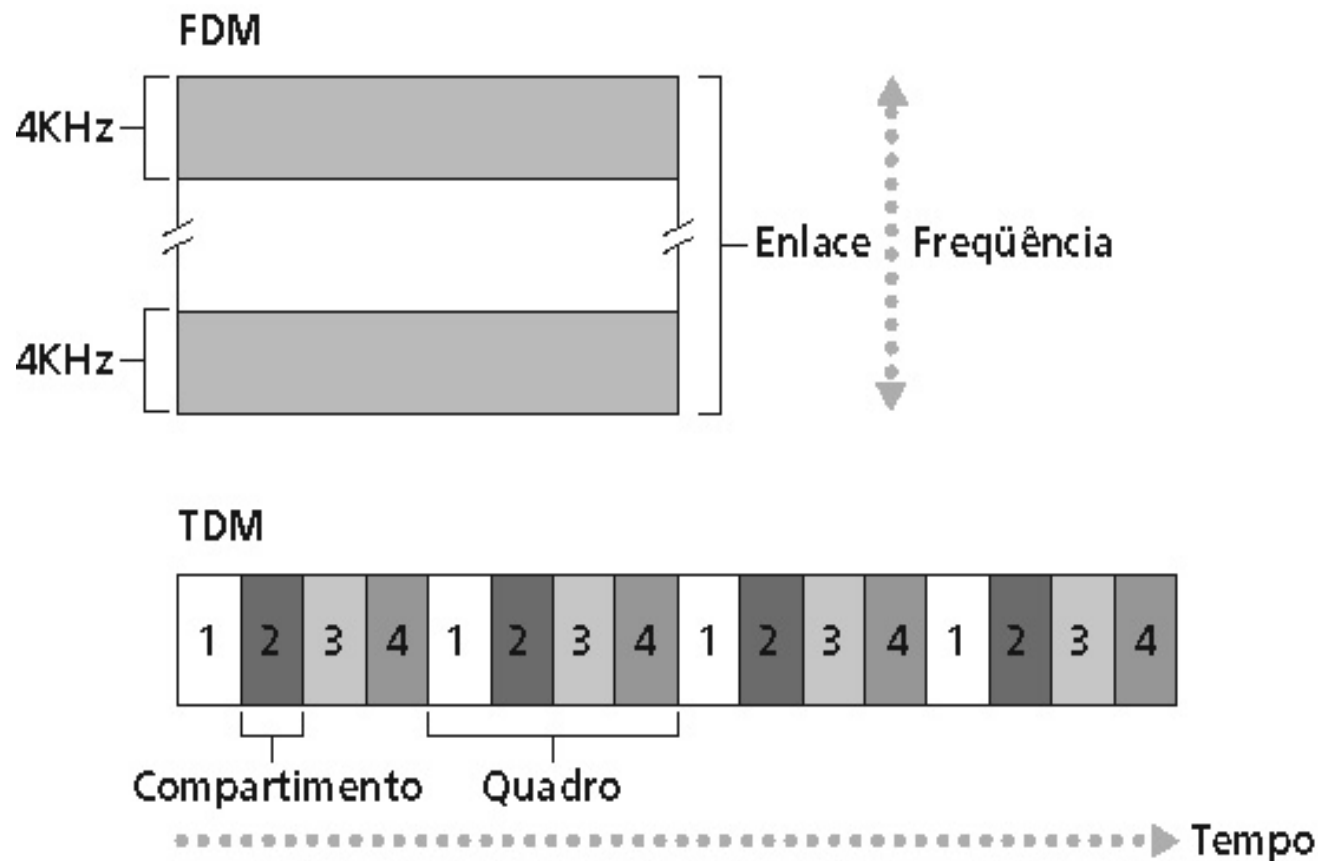 FDM
4KHz
Enlace
Freqüência
4KHz
TDM
1 2 3 4 1 2 3 4 1 2 3 4 1 2 3 4
Compartimento
Quadro
Tempo